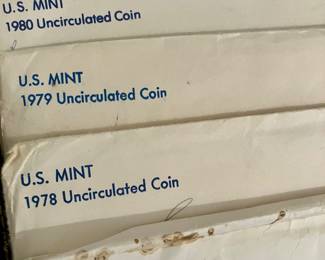 U.S. MINT
1980 Uncirculated Coin
U.S. MINT
1979 Uncirculated Coin
U.S. MINT
1978 Uncirculated Coin